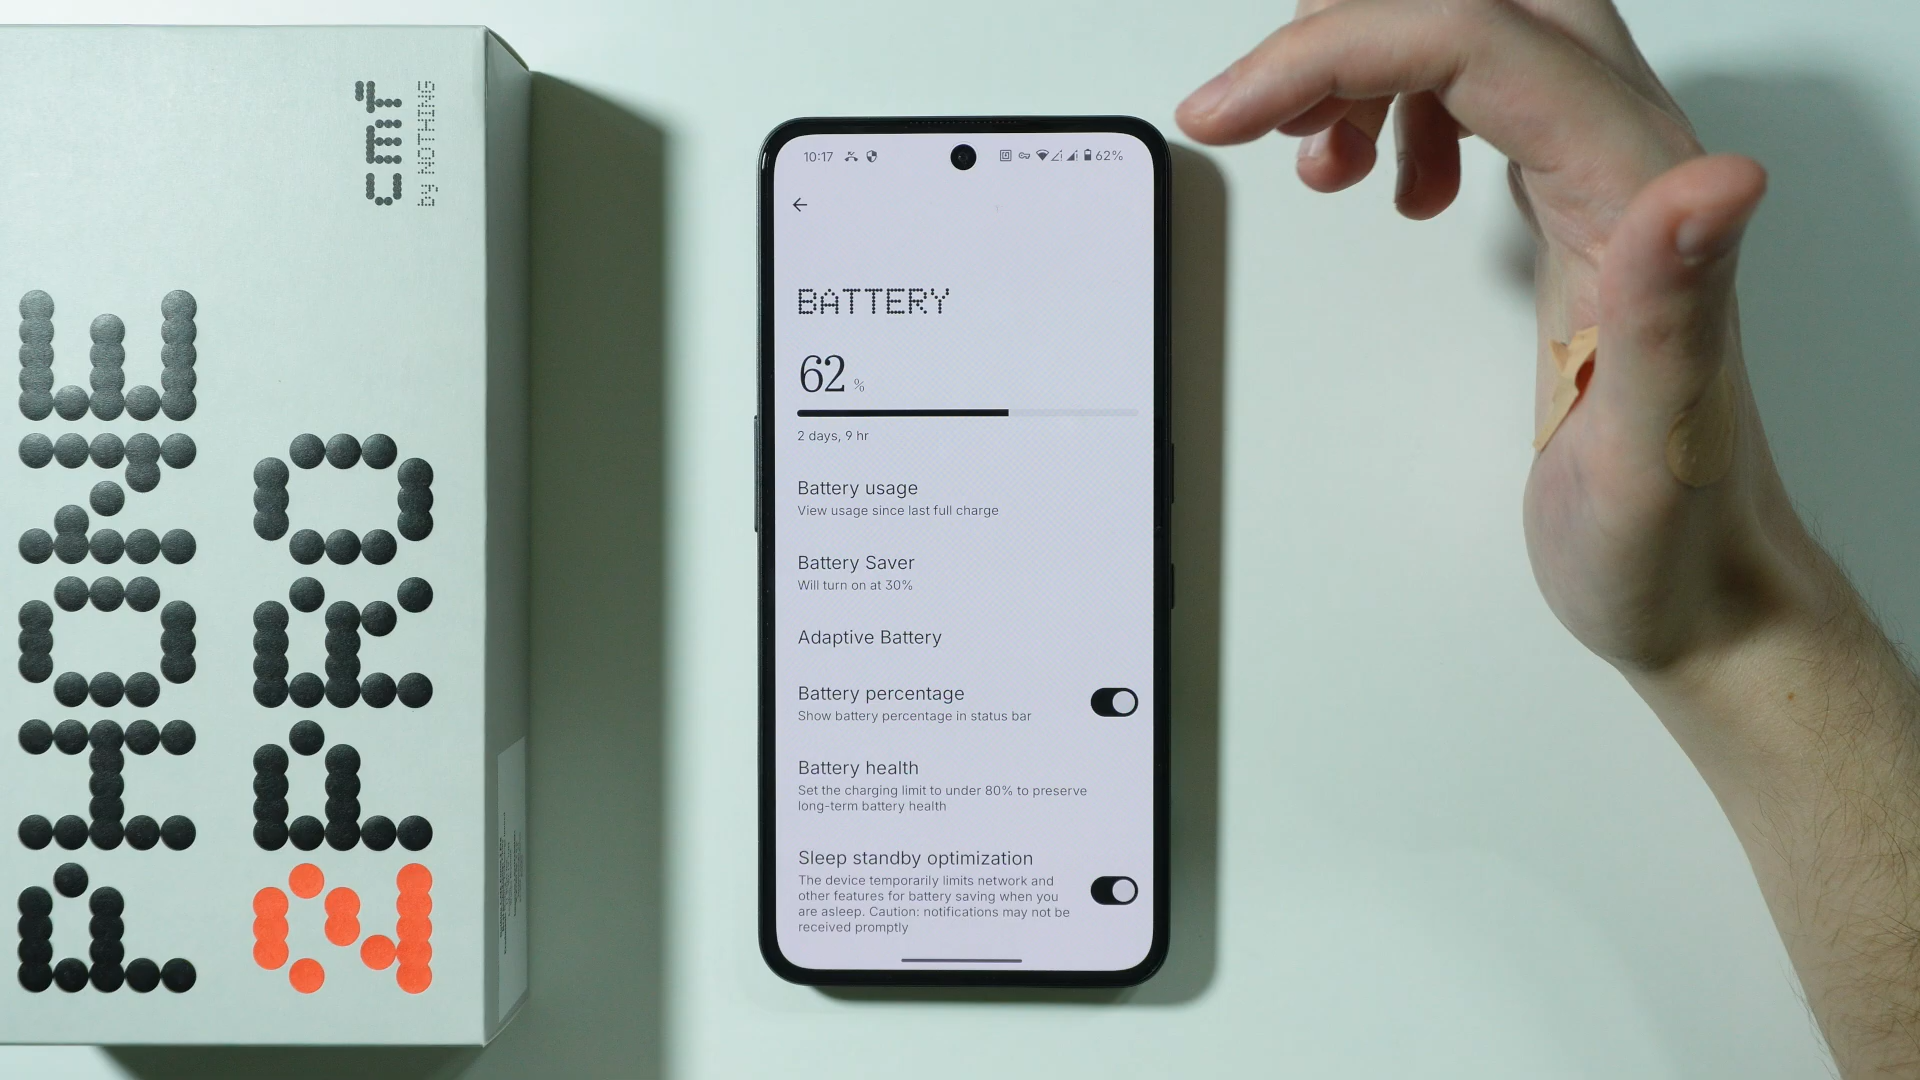 cmf
by NOTHING
PHONE
2 PRO
10:17
62%
BATTERY
62 %
2 days, 9 hr
Battery usage
View usage since last full charge
Battery Saver
Will turn on at 30%
Adaptive Battery
Battery percentage
Show battery percentage in status bar
Battery health
Set the charging limit to under 80% to preserve
long-term battery health
Sleep standby optimization
The device temporarily limits network and
other features for battery saving when you
are asleep. Caution: notifications may not be
received promptly